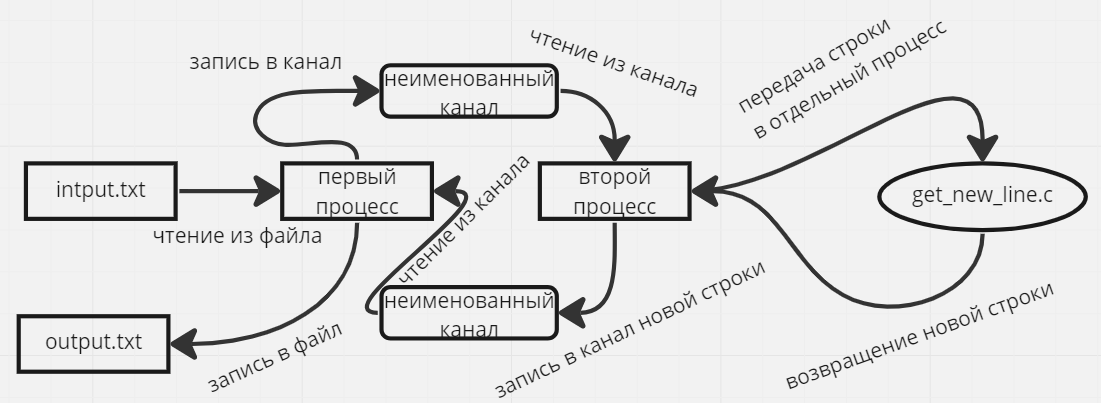 запись в канал
неименованный
канал
чтение из канала
передача строки
в отдельный процесс
intput.txt
чтение из файла
первый
процесс
чтение из канала
второй
процесс
get_new_line.c
output.txt
запись в файл
неименованный
канал
запись в канал новой строки
возвращение новой строки